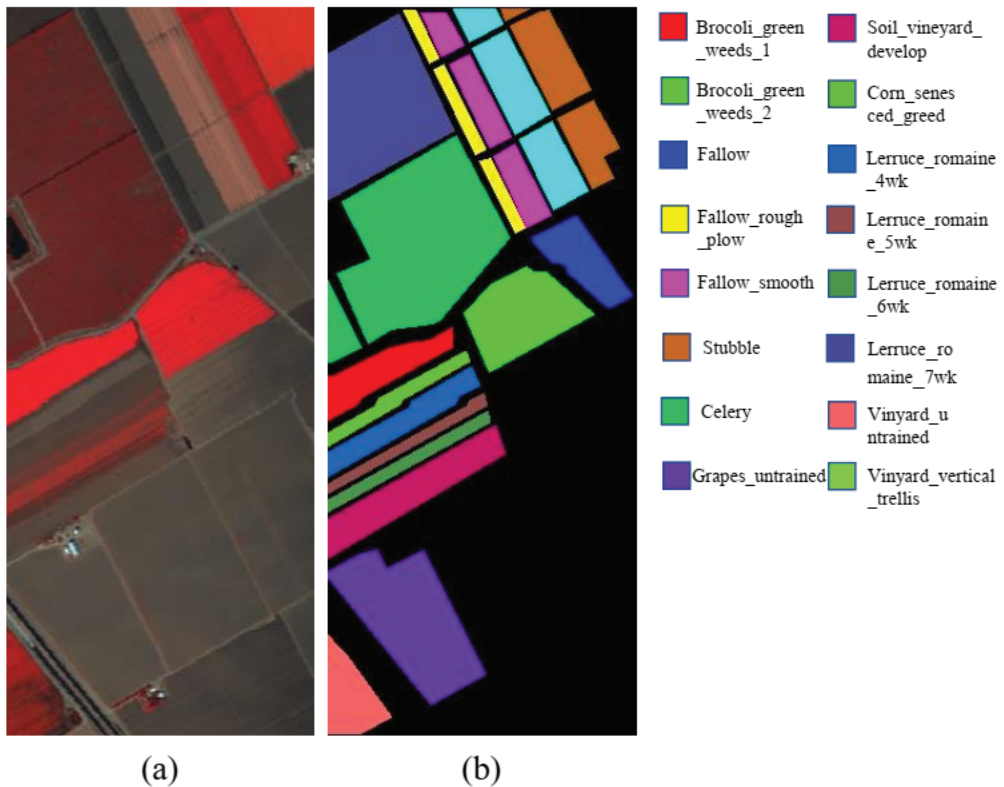 Brocoli_green
_weeds_1
Brocoli_green
_weeds_2
Fallow
Fallow_rough
_plow
Fallow_smooth
Stubble
Celery
Grapes_untrained
Soil_vineyard_
develop
Corn_senes
ced_greed
Lerruce_romaine
_4wk
Lerruce_romain
e_5wk
Lerruce_romaine
_6wk
Lerruce_ro
maine_7wk
Vinyard_u
ntrained
Vinyard_vertical
_trellis
(a)
(b)